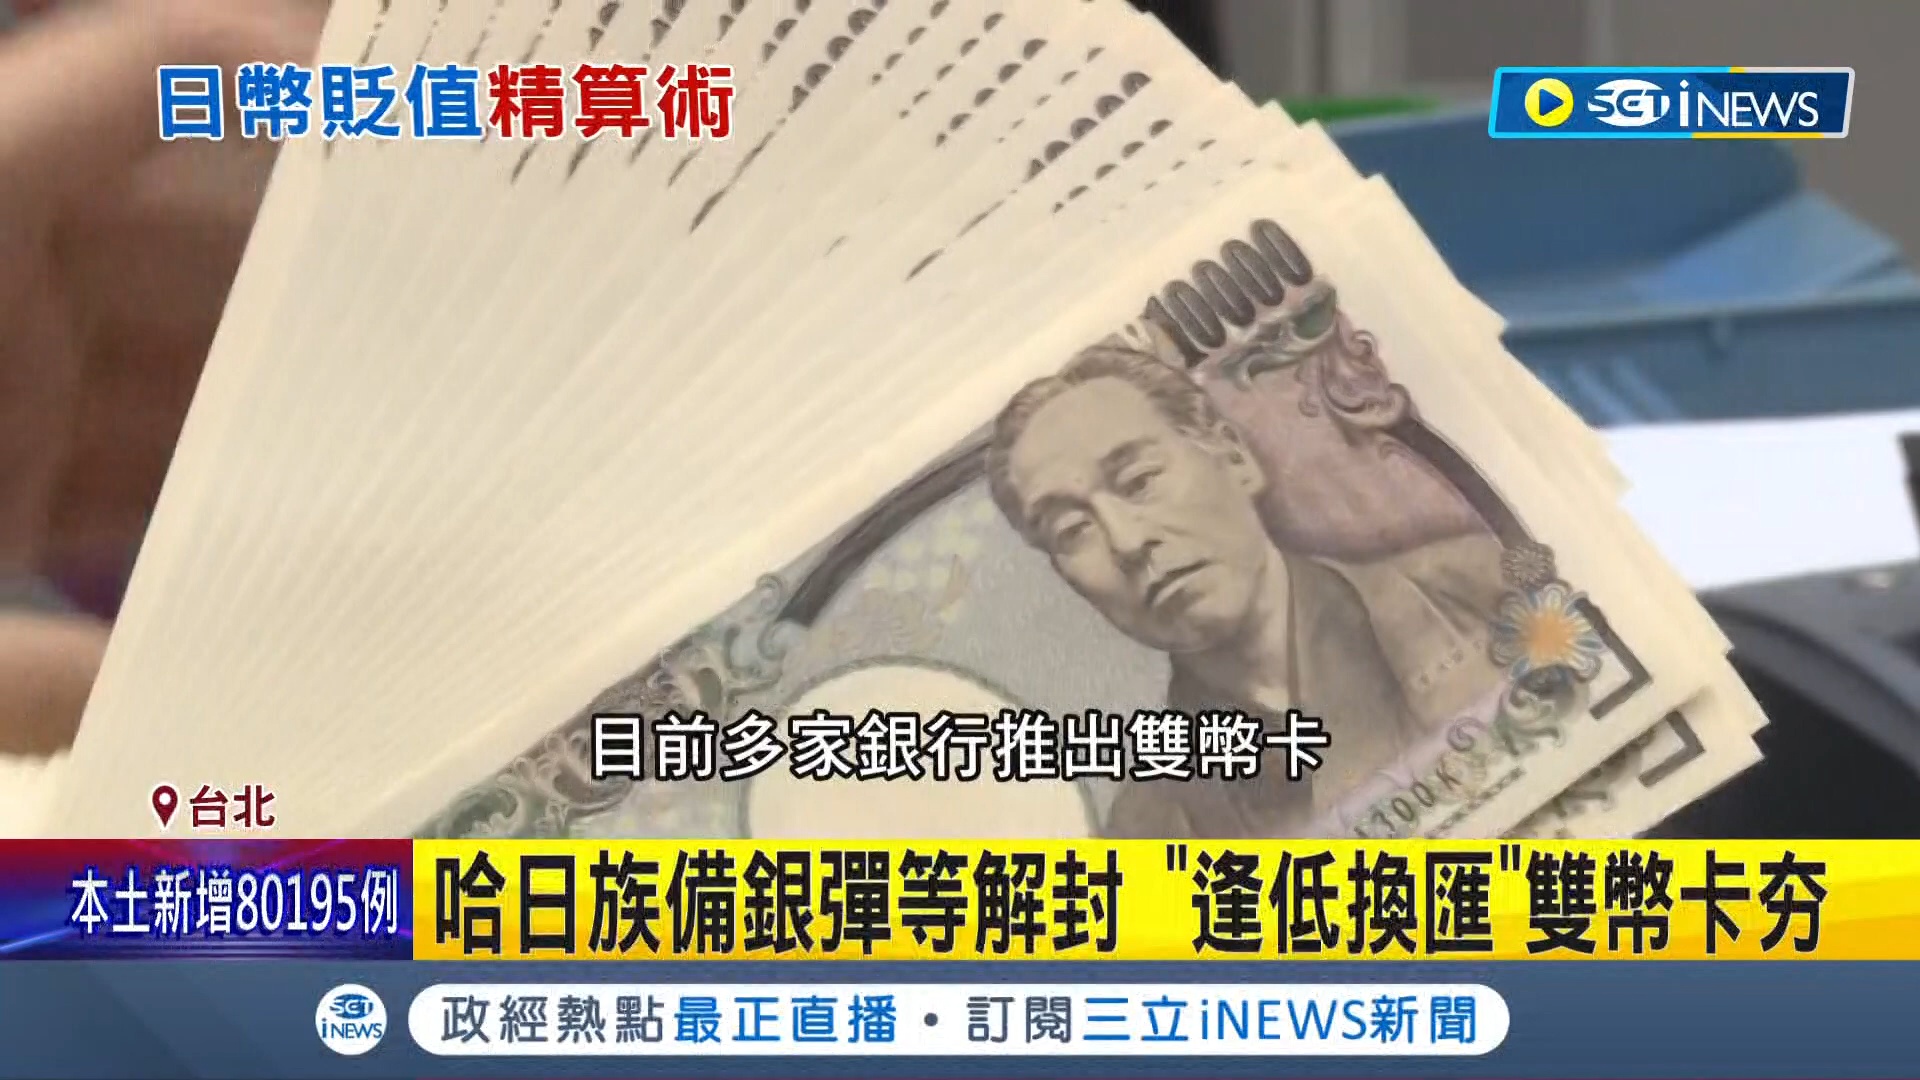 日幣貶值精算術
SET iNEWS
10000
目前多家銀行推出雙幣卡
台北
本土新增80195例
哈日族備銀彈等解封 "逢低換匯"雙幣卡夯
SET iNEWS
政經熱點最正直播・訂閱三立iNEWS新聞